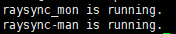 raysync_mon is running.
raysync-man is running.